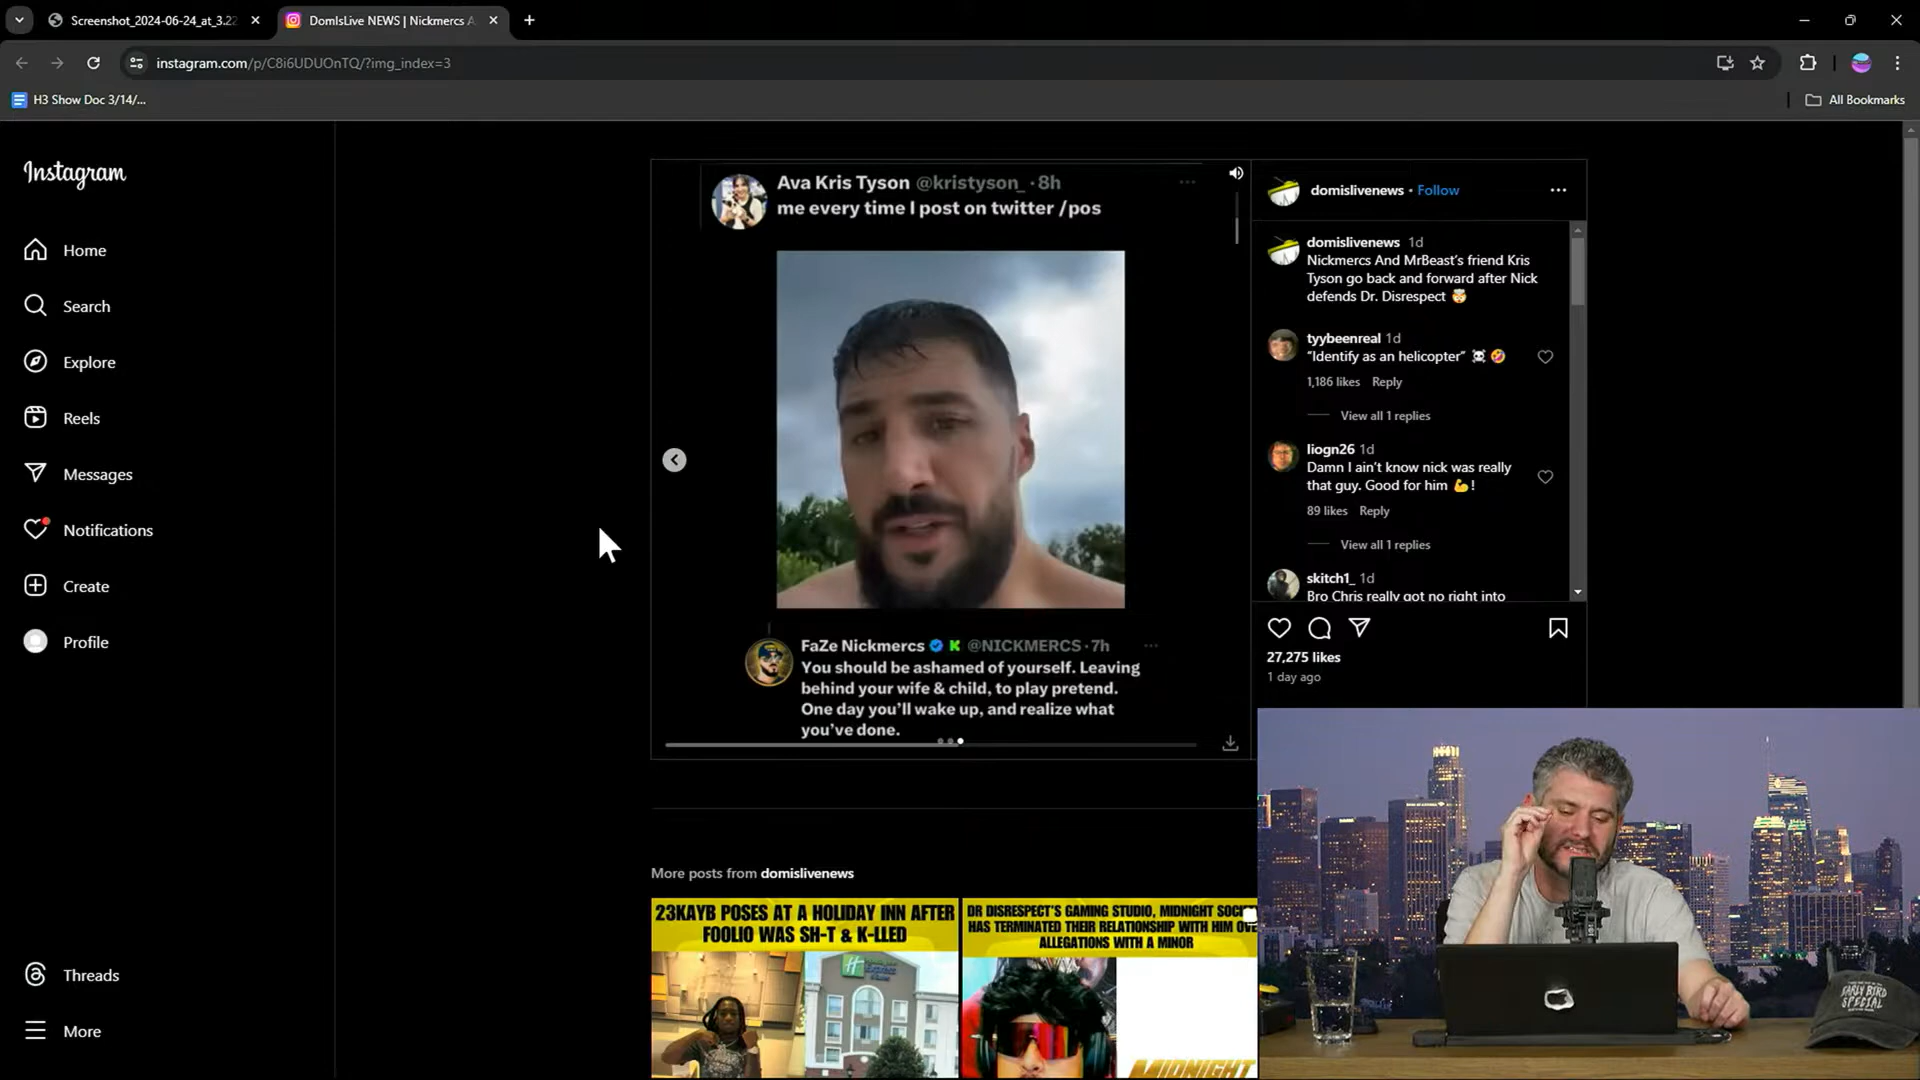 Screenshot_2024-06-24_at_3.22
DomIsLive NEWS | Nickmercs A
instagram.com/p/C8i6UDUOnTQ/?img_index=3
H3 Show Doc 3/14/...
All Bookmarks
Instagram
Home
Search
Explore
Reels
Messages
Notifications
Create
Profile
Threads
More
Ava Kris Tyson @kristyson_ · 8h
me every time I post on twitter /pos
FaZe Nickmercs K @NICKMERCS · 7h
You should be ashamed of yourself. Leaving
behind your wife & child, to play pretend.
One day you'll wake up, and realize what
you've done.
domislivenews • Follow
domislivenews 1d
Nickmercs And MrBeast's friend Kris
Tyson go back and forward after Nick
defends Dr. Disrespect 🤯
tyybeenreal 1d
"Identify as an helicopter" ☠️ 🤣
1,186 likes Reply
View all 1 replies
liogn26 1d
Damn I ain't know nick was really
that guy. Good for him 💪 !
89 likes Reply
View all 1 replies
skitch1_ 1d
Bro Chris really got no right into
27,275 likes
1 day ago
More posts from domislivenews
23KAYB POSES AT A HOLIDAY INN AFTER
FOOLIO WAS SH-T & K-LLED
DR DISRESPECT'S GAMING STUDIO, MIDNIGHT SOCI
HAS TERMINATED THEIR RELATIONSHIP WITH HIM OVE
ALLEGATIONS WITH A MINOR
MIDNIGHT
EARLY BIRD
SPECIAL